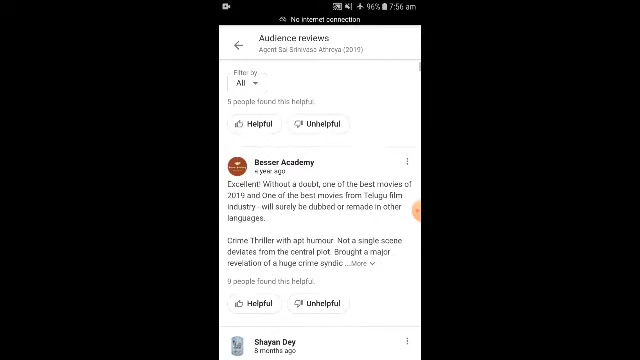 96% 7:56 am
No internet connection
Audience reviews
Agent Sai Srinivasa Athreya (2019)
Filter by
All
5 people found this helpful.
Helpful Unhelpful
Besser Academy
a year ago
Excellent! Without a doubt, one of the best movies of
2019 and One of the best movies from Telugu film
industry - will surely be dubbed or remade in other
languages.
Crime Thriller with apt humour. Not a single scene
deviates from the central plot. Brought a major
revelation of a huge crime syndic ...More
9 people found this helpful.
Helpful Unhelpful
Shayan Dey
8 months ago